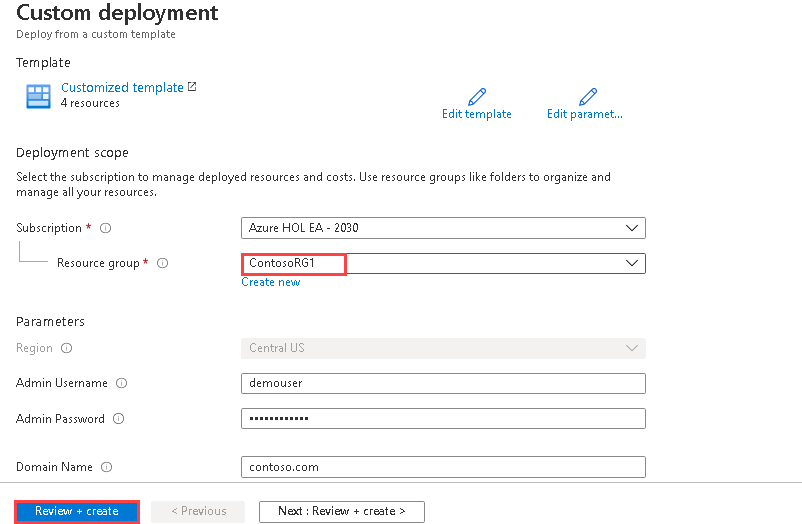 Custom deployment
Deploy from a custom template
Template
Customized template
4 resources
Edit template
Edit paramet...
Deployment scope
Select the subscription to manage deployed resources and costs. Use resource groups like folders to organize and
manage all your resources.
Subscription *
Azure HOL EA - 2030
Resource group *
ContosoRG1
Create new
Parameters
Region
Central US
Admin Username
demouser
Admin Password
••••••••••••
Domain Name
contoso.com
Review + create
< Previous
Next : Review + create >